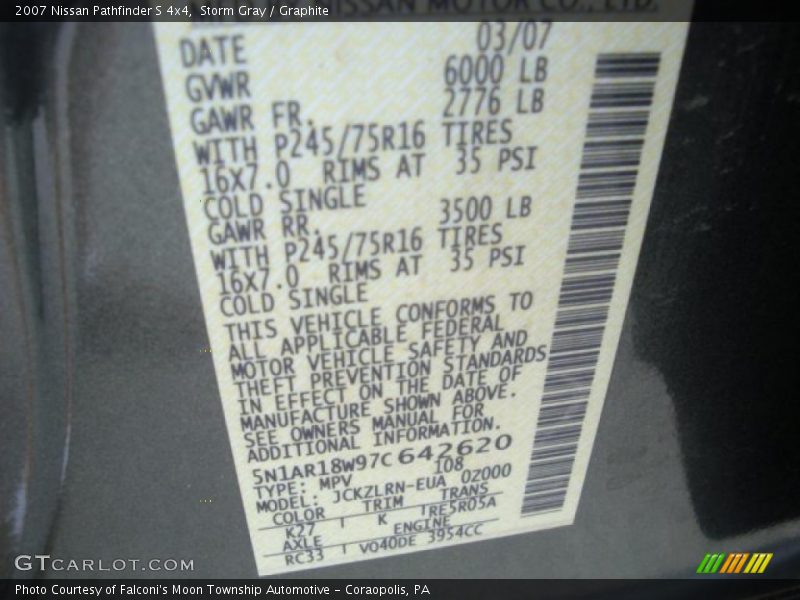 2007 Nissan Pathfinder S 4x4, Storm Gray / Graphite
NISSAN MOTOR CO., LTD.
DATE 03/07
GVWR 6000 LB
GAWR FR. 2776 LB
WITH P245/75R16 TIRES
16x7.0 RIMS AT 35 PSI
COLD SINGLE
GAWR RR. 3500 LB
WITH P245/75R16 TIRES
16x7.0 RIMS AT 35 PSI
COLD SINGLE
THIS VEHICLE CONFORMS TO
ALL APPLICABLE FEDERAL
MOTOR VEHICLE SAFETY AND
THEFT PREVENTION STANDARDS
IN EFFECT ON THE DATE OF
MANUFACTURE SHOWN ABOVE.
SEE OWNERS MANUAL FOR
ADDITIONAL INFORMATION.
5N1AR18W97C642620
TYPE: MPV 108
MODEL: JCKZLRN-EUA 02000
COLOR TRIM TRANS
K27 K TRE5R05A
AXLE ENGINE
RC33 VQ40DE 3954CC
GTCARLOT.COM
Photo Courtesy of Falconi's Moon Township Automotive - Coraopolis, PA